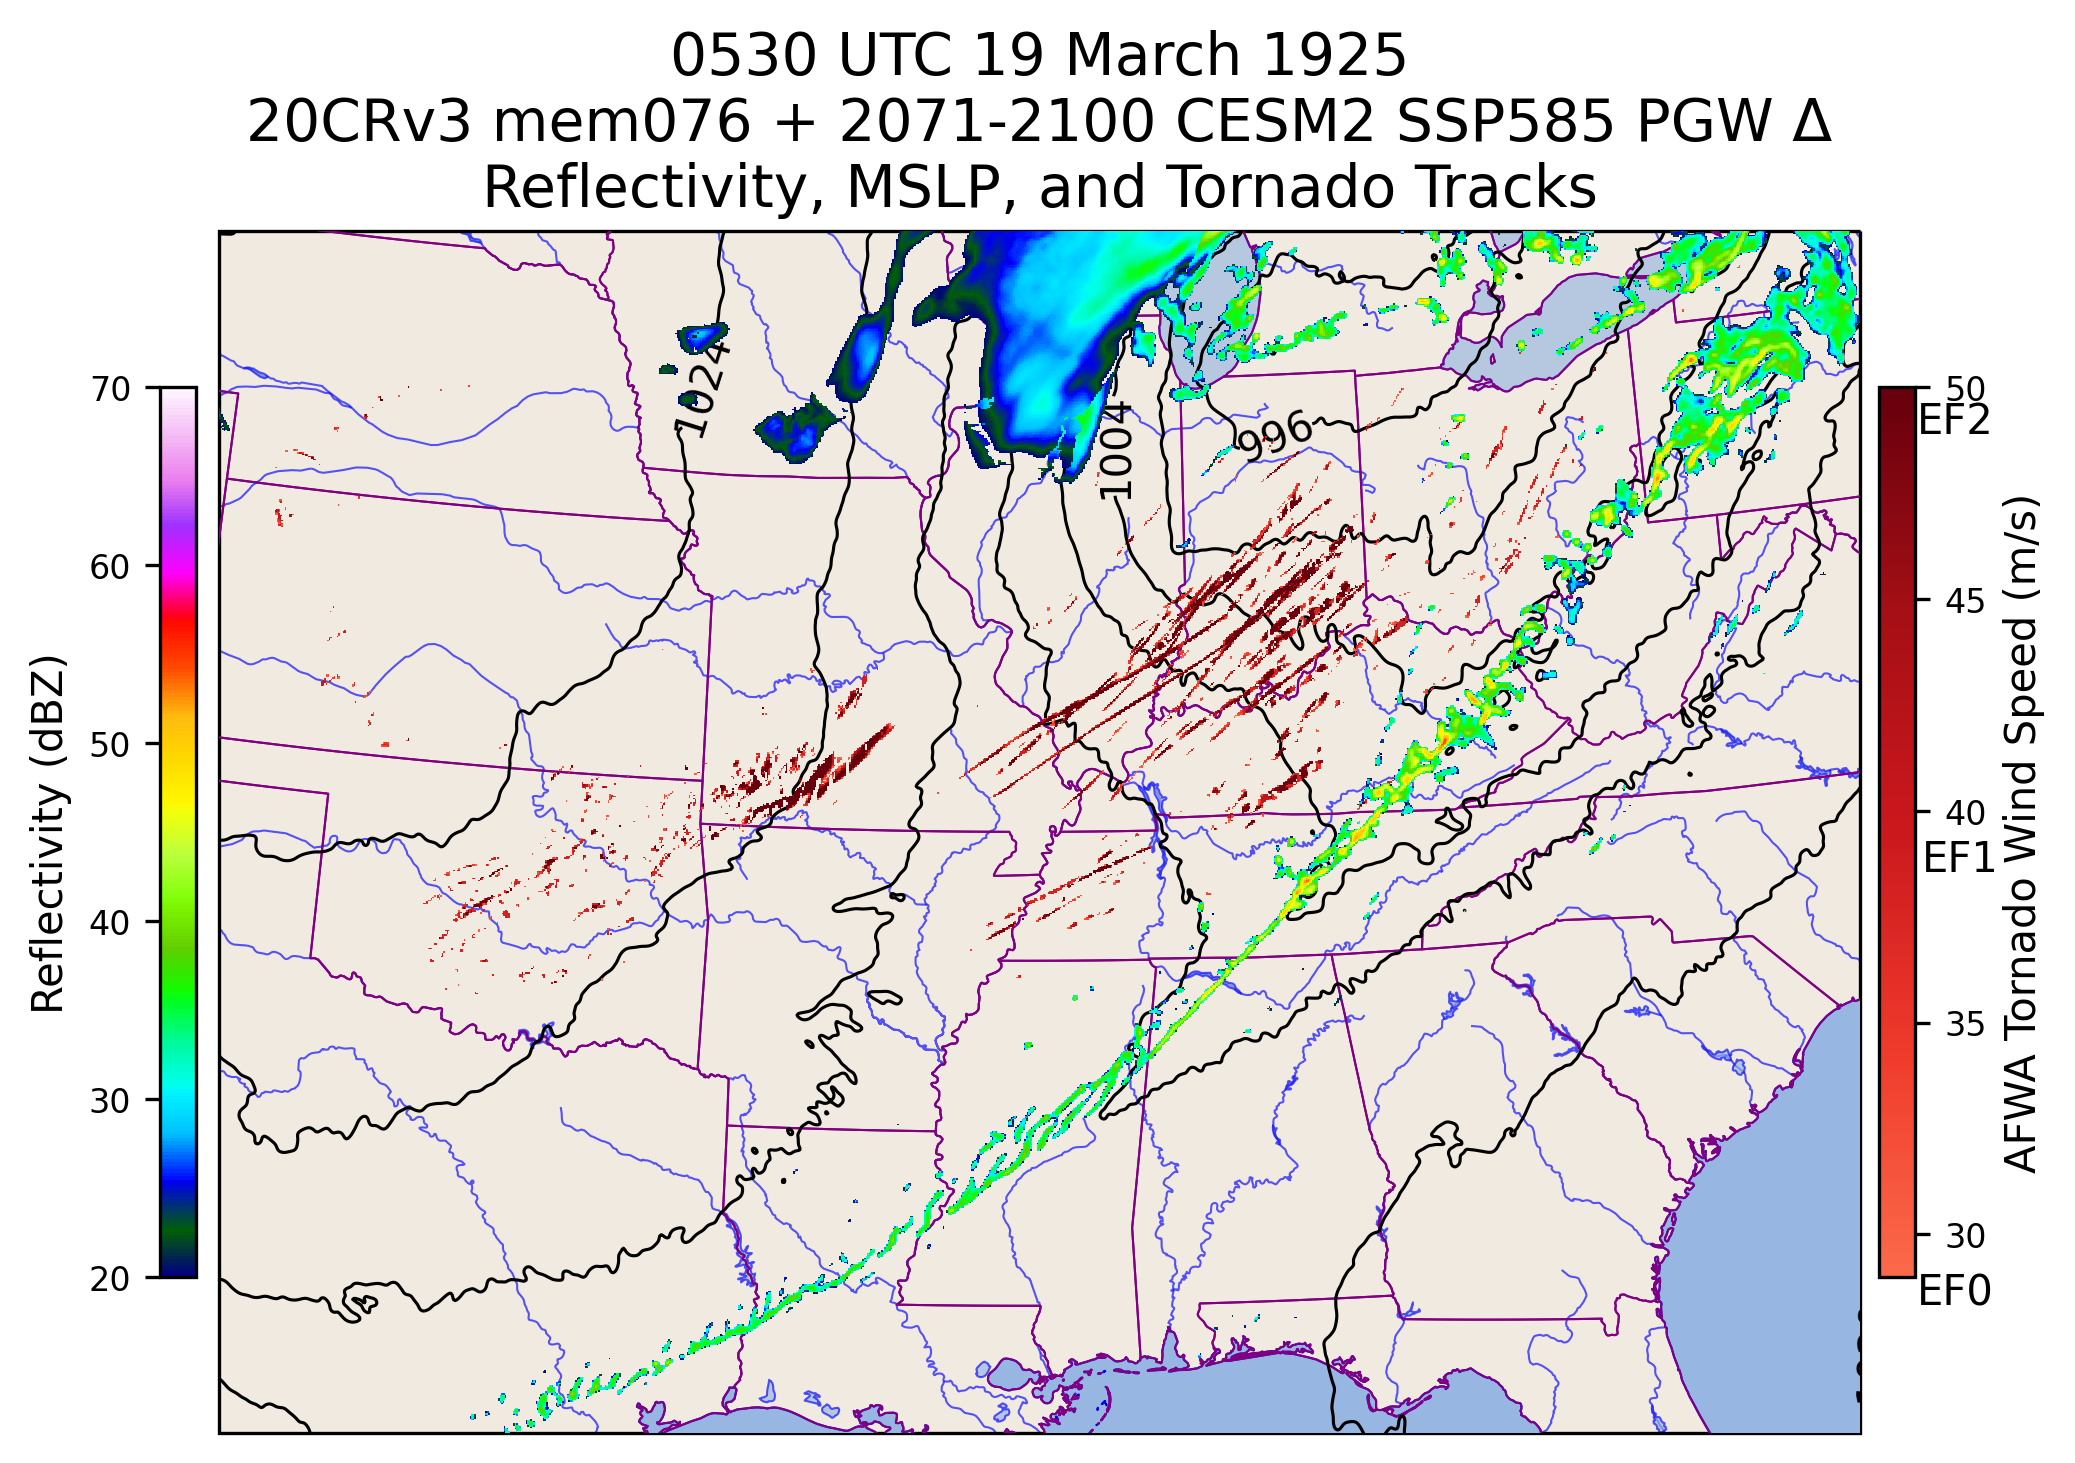 0530 UTC 19 March 1925
20CRv3 mem076 + 2071-2100 CESM2 SSP585 PGW Δ
Reflectivity, MSLP, and Tornado Tracks
Reflectivity (dBZ)
70
60
50
40
30
20
1024
1004
996
50
EF2
45
40
EF1
35
30
EF0
AFWA Tornado Wind Speed (m/s)